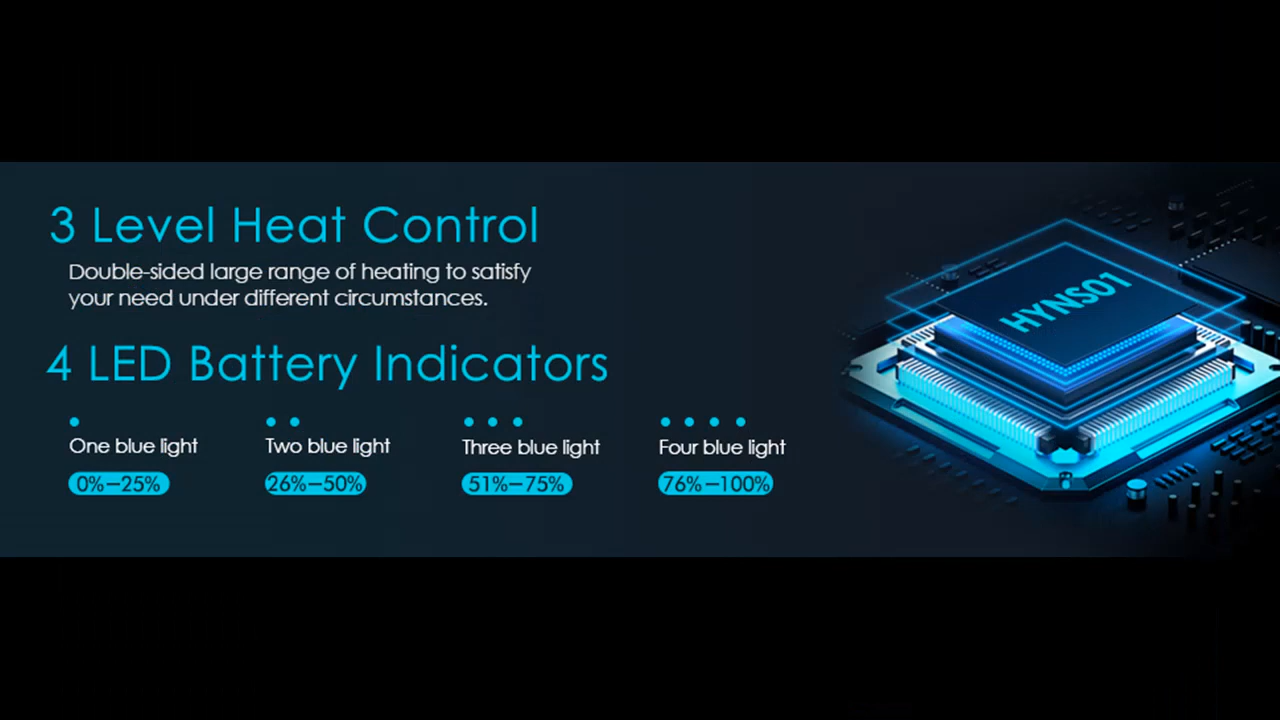 3 Level Heat Control
Double-sided large range of heating to satisfy
your need under different circumstances.
HYNS01
4 LED Battery Indicators
One blue light
Two blue light
Three blue light
Four blue light
0%–25%
26%–50%
51%–75%
76%–100%